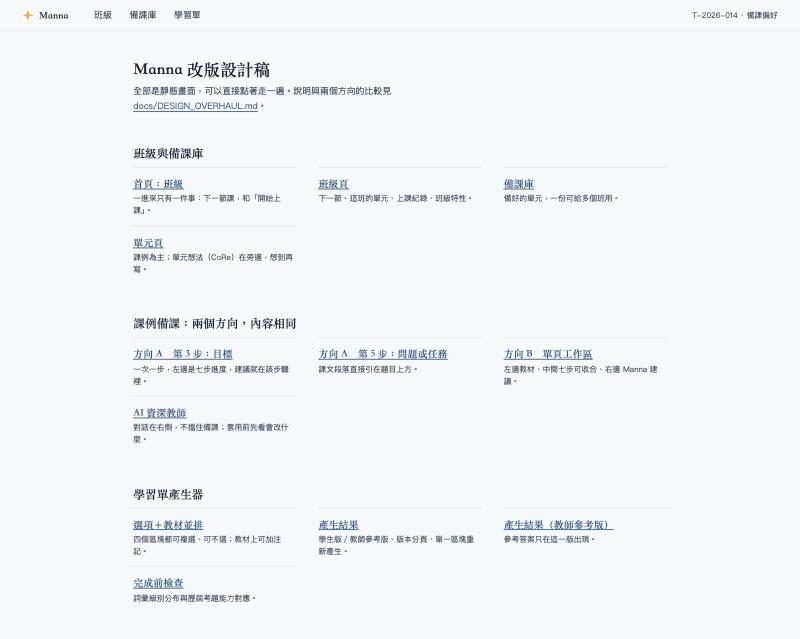 Manna
班級
備課庫
學習單
T-2026-014 · 備課偏好
Manna 改版設計稿
全部是靜態畫面，可以直接點著走一遍。說明與兩個方向的比較見
docs/DESIGN_OVERHAUL.md。
班級與備課庫
首頁：班級
一進來只有一件事：下一節課，和「開始上
課」。
班級頁
下一節、這班的單元、上課紀錄、班級特性。
備課庫
備好的單元，一份可給多個班用。
單元頁
課例為主；單元想法（CoRe）在旁邊，想到再
寫。
課例備課：兩個方向，內容相同
方向 A　第 3 步：目標
一次一步，左邊是七步進度，建議就在該步驟
裡。
方向 A　第 5 步：問題或任務
課文段落直接引在題目上方。
方向 B　單頁工作區
左邊教材、中間七步可收合、右邊 Manna 建
議。
AI 資深教師
對話在右側，不擋住備課；套用前先看會改什
麼。
學習單產生器
選項＋教材並排
四個區塊都可複選、可不選；教材上可加註
記。
產生結果
學生版 / 教師參考版、版本分頁、單一區塊重
新產生。
產生結果（教師參考版）
參考答案只在這一版出現。
完成前檢查
詞彙級別分布與歷屆考題能力對應。